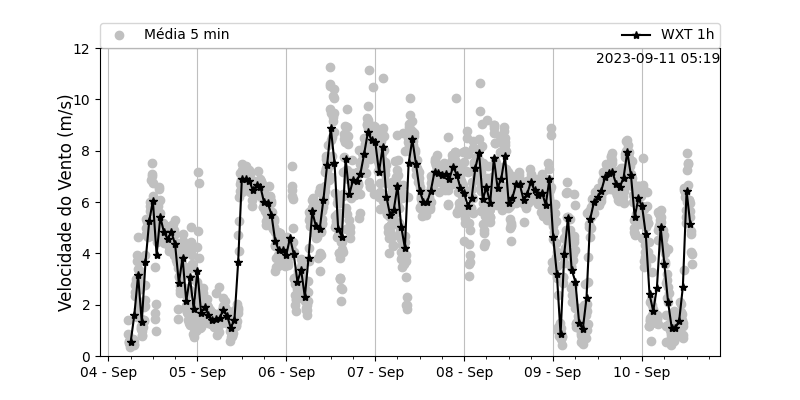 Média 5 min
WXT 1h
2023-09-11 05:19
Velocidade do Vento (m/s)
12
10
8
6
4
2
0
04 - Sep
05 - Sep
06 - Sep
07 - Sep
08 - Sep
09 - Sep
10 - Sep